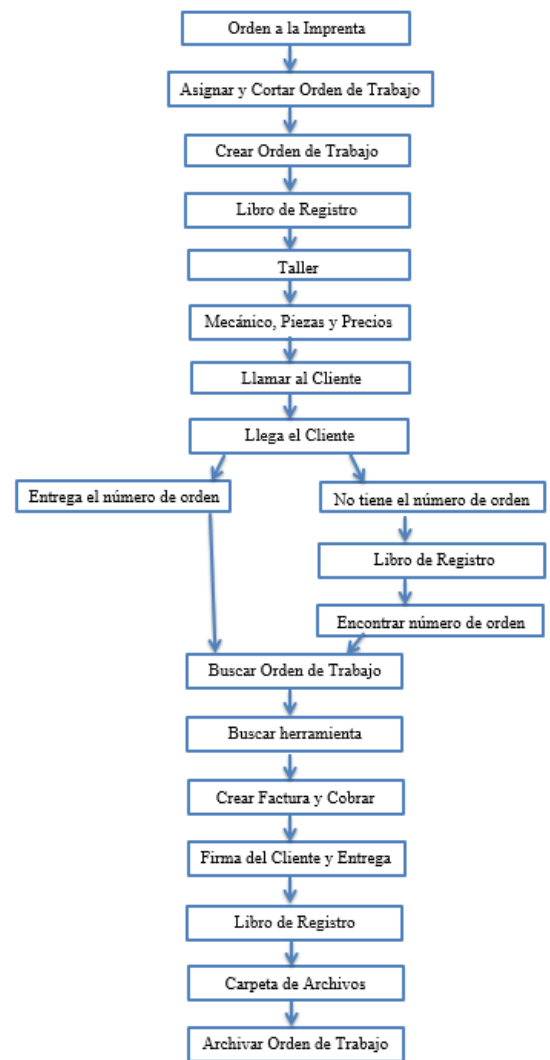 Orden a la Imprenta
Asignar y Cortar Orden de Trabajo
Crear Orden de Trabajo
Libro de Registro
Taller
Mecánico, Piezas y Precios
Llamar al Cliente
Llega el Cliente
Entrega el número de orden
No tiene el número de orden
Libro de Registro
Encontrar número de orden
Buscar Orden de Trabajo
Buscar herramienta
Crear Factura y Cobrar
Firma del Cliente y Entrega
Libro de Registro
Carpeta de Archivos
Archivar Orden de Trabajo